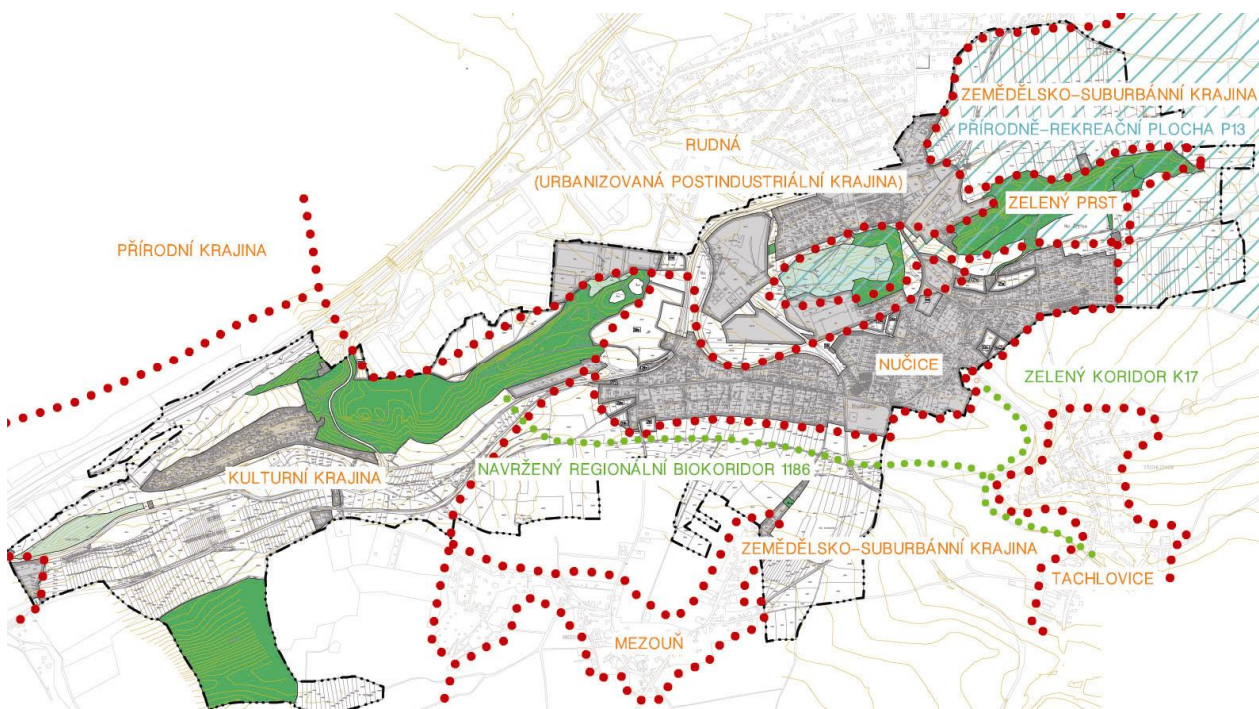 ZEMĚDĚLSKO–SUBURBÁNNÍ KRAJINA
PŘÍRODNĚ–REKREAČNÍ PLOCHA P13
RUDNÁ
(URBANIZOVANÁ POSTINDUSTRIÁLNÍ KRAJINA)
ZELENÝ PRST
PŘÍRODNÍ KRAJINA
NUČICE
ZELENÝ KORIDOR K17
NAVRŽENÝ REGIONÁLNÍ BIOKORIDOR 1186
KULTURNÍ KRAJINA
ZEMĚDĚLSKO–SUBURBÁNNÍ KRAJINA
TACHLOVICE
MEZOUŇ